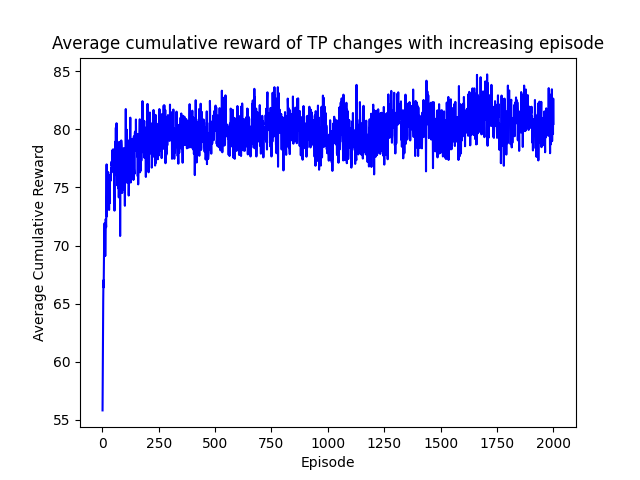 Average cumulative reward of TP changes with increasing episode
85
80
75
70
65
60
55
Average Cumulative Reward
0 250 500 750 1000 1250 1500 1750 2000
Episode